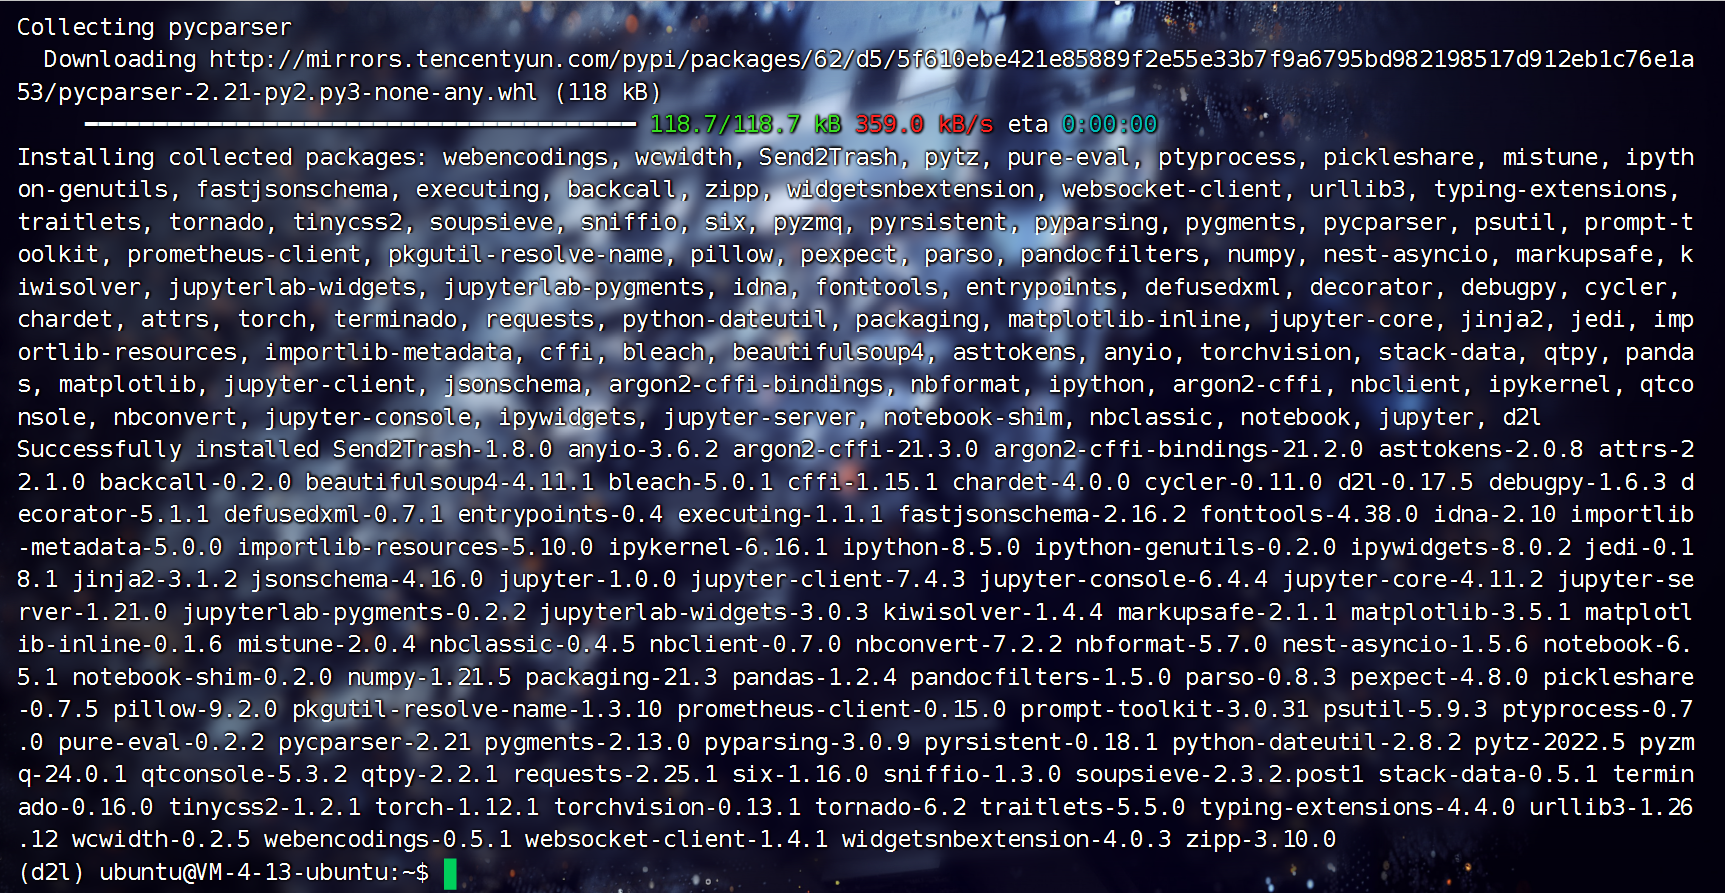 Collecting pycparser
  Downloading http://mirrors.tencentyun.com/pypi/packages/62/d5/5f610ebe421e85889f2e55e33b7f9a6795bd982198517d912eb1c76e1a
53/pycparser-2.21-py2.py3-none-any.whl (118 kB)
118.7/118.7 kB 359.0 kB/s eta 0:00:00
Installing collected packages: webencodings, wcwidth, Send2Trash, pytz, pure-eval, ptyprocess, pickleshare, mistune, ipyth
on-genutils, fastjsonschema, executing, backcall, zipp, widgetsnbextension, websocket-client, urllib3, typing-extensions,
traitlets, tornado, tinycss2, soupsieve, sniffio, six, pyzmq, pyrsistent, pyparsing, pygments, pycparser, psutil, prompt-t
oolkit, prometheus-client, pkgutil-resolve-name, pillow, pexpect, parso, pandocfilters, numpy, nest-asyncio, markupsafe, k
iwisolver, jupyterlab-widgets, jupyterlab-pygments, idna, fonttools, entrypoints, defusedxml, decorator, debugpy, cycler,
chardet, attrs, torch, terminado, requests, python-dateutil, packaging, matplotlib-inline, jupyter-core, jinja2, jedi, imp
ortlib-resources, importlib-metadata, cffi, bleach, beautifulsoup4, asttokens, anyio, torchvision, stack-data, qtpy, panda
s, matplotlib, jupyter-client, jsonschema, argon2-cffi-bindings, nbformat, ipython, argon2-cffi, nbclient, ipykernel, qtco
nsole, nbconvert, jupyter-console, ipywidgets, jupyter-server, notebook-shim, nbclassic, notebook, jupyter, d2l
Successfully installed Send2Trash-1.8.0 anyio-3.6.2 argon2-cffi-21.3.0 argon2-cffi-bindings-21.2.0 asttokens-2.0.8 attrs-2
2.1.0 backcall-0.2.0 beautifulsoup4-4.11.1 bleach-5.0.1 cffi-1.15.1 chardet-4.0.0 cycler-0.11.0 d2l-0.17.5 debugpy-1.6.3 d
ecorator-5.1.1 defusedxml-0.7.1 entrypoints-0.4 executing-1.1.1 fastjsonschema-2.16.2 fonttools-4.38.0 idna-2.10 importlib
-metadata-5.0.0 importlib-resources-5.10.0 ipykernel-6.16.1 ipython-8.5.0 ipython-genutils-0.2.0 ipywidgets-8.0.2 jedi-0.1
8.1 jinja2-3.1.2 jsonschema-4.16.0 jupyter-1.0.0 jupyter-client-7.4.3 jupyter-console-6.4.4 jupyter-core-4.11.2 jupyter-se
rver-1.21.0 jupyterlab-pygments-0.2.2 jupyterlab-widgets-3.0.3 kiwisolver-1.4.4 markupsafe-2.1.1 matplotlib-3.5.1 matplotl
ib-inline-0.1.6 mistune-2.0.4 nbclassic-0.4.5 nbclient-0.7.0 nbconvert-7.2.2 nbformat-5.7.0 nest-asyncio-1.5.6 notebook-6.
5.1 notebook-shim-0.2.0 numpy-1.21.5 packaging-21.3 pandas-1.2.4 pandocfilters-1.5.0 parso-0.8.3 pexpect-4.8.0 pickleshare
-0.7.5 pillow-9.2.0 pkgutil-resolve-name-1.3.10 prometheus-client-0.15.0 prompt-toolkit-3.0.31 psutil-5.9.3 ptyprocess-0.7
.0 pure-eval-0.2.2 pycparser-2.21 pygments-2.13.0 pyparsing-3.0.9 pyrsistent-0.18.1 python-dateutil-2.8.2 pytz-2022.5 pyzm
q-24.0.1 qtconsole-5.3.2 qtpy-2.2.1 requests-2.25.1 six-1.16.0 sniffio-1.3.0 soupsieve-2.3.2.post1 stack-data-0.5.1 termin
ado-0.16.0 tinycss2-1.2.1 torch-1.12.1 torchvision-0.13.1 tornado-6.2 traitlets-5.5.0 typing-extensions-4.4.0 urllib3-1.26
.12 wcwidth-0.2.5 webencodings-0.5.1 websocket-client-1.4.1 widgetsnbextension-4.0.3 zipp-3.10.0
(d2l) ubuntu@VM-4-13-ubuntu:~$